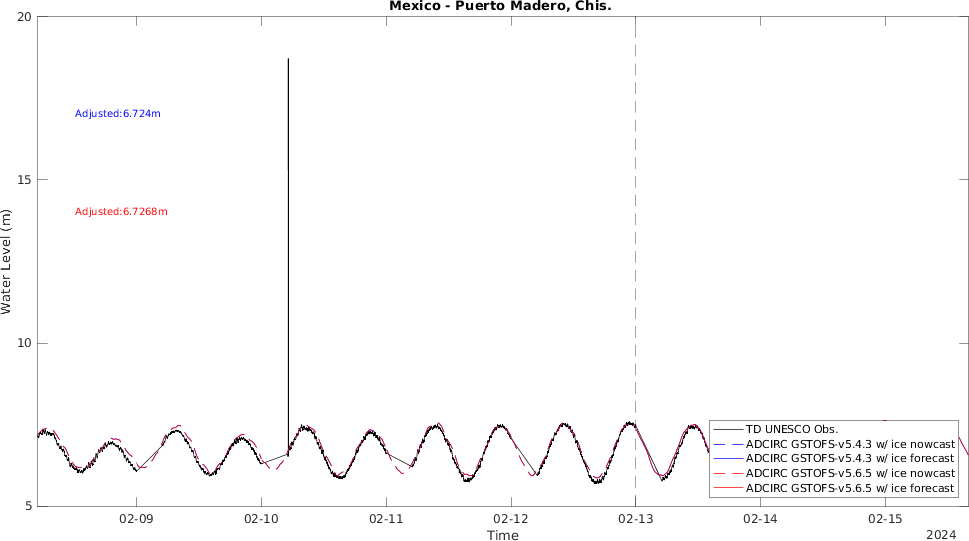 Mexico - Puerto Madero, Chis.
20
15
10
5
Water Level (m)
Adjusted:6.724m
Adjusted:6.7268m
TD UNESCO Obs.
ADCIRC GSTOFS-v5.4.3 w/ ice nowcast
ADCIRC GSTOFS-v5.4.3 w/ ice forecast
ADCIRC GSTOFS-v5.6.5 w/ ice nowcast
ADCIRC GSTOFS-v5.6.5 w/ ice forecast
02-09 02-10 02-11 02-12 02-13 02-14 02-15
Time
2024